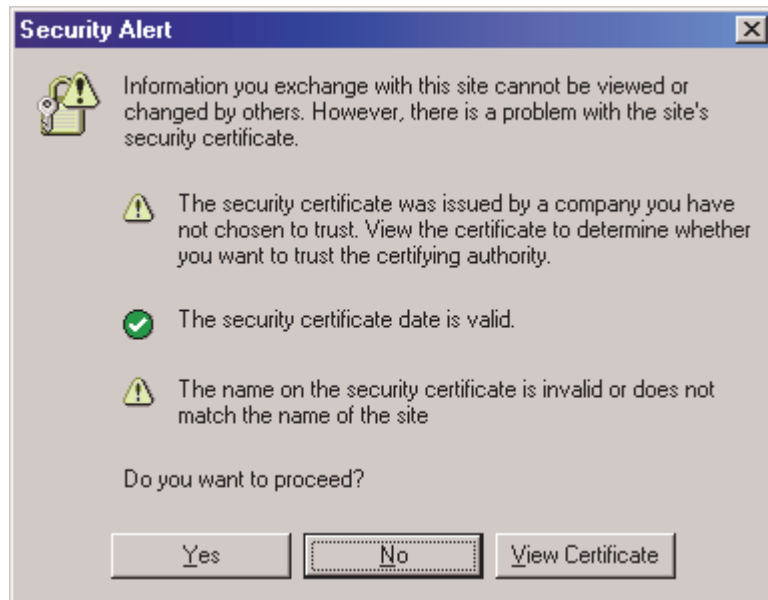 Security Alert
Information you exchange with this site cannot be viewed or
changed by others. However, there is a problem with the site's
security certificate.
The security certificate was issued by a company you have
not chosen to trust. View the certificate to determine whether
you want to trust the certifying authority.
The security certificate date is valid.
The name on the security certificate is invalid or does not
match the name of the site
Do you want to proceed?
Yes No View Certificate